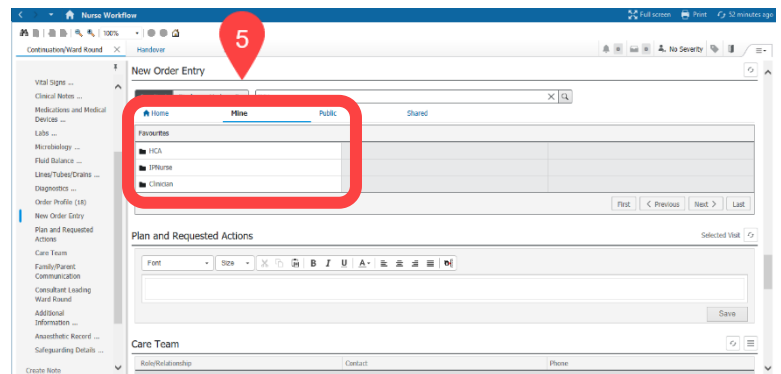 Nurse Workflow
Full screen Print 52 minutes ago
100%
5
Continuation/Ward Round Handover No Severity
Vital Signs ...
Clinical Notes ...
Medications and Medical
Devices ...
Labs ...
Microbiology ...
Fluid Balance ...
Lines/Tubes/Drains ...
Diagnostics ...
Order Profile (18)
New Order Entry
Plan and Requested
Actions
Care Team
Family/Parent
Communication
Consultant Leading
Ward Round
Additional
Information ...
Anaesthetic Record ...
Safeguarding Details ...
Create Note
New Order Entry
Home Mine Public Shared
Favourites
HCA
IPNurse
Clinician
First Previous Next Last
Plan and Requested Actions Selected Visit
Font Size B I U A
Save
Care Team
Role/Relationship Contact Phone